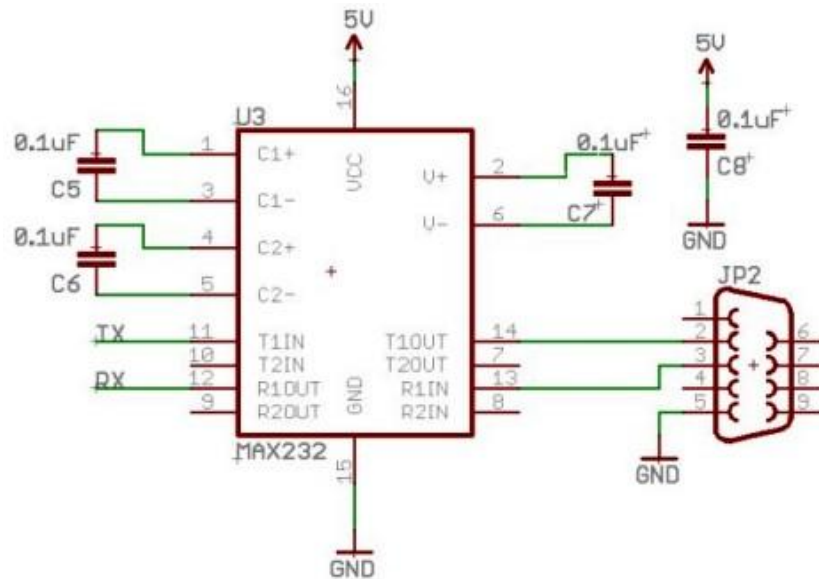 5V
16
U3
VCC
0.1uF
C5
1
C1+
3
C1-
0.1uF
C6
4
C2+
5
C2-
TX
11
T1IN
10
T2IN
RX
12
R1OUT
9
R2OUT
V+
2
V-
6
0.1uF
C7
T1OUT
14
T2OUT
7
R1IN
13
R2IN
8
GND
MAX232
15
GND
5V
0.1uF
C8
GND
JP2
1
2
3
4
5
6
7
8
9
GND